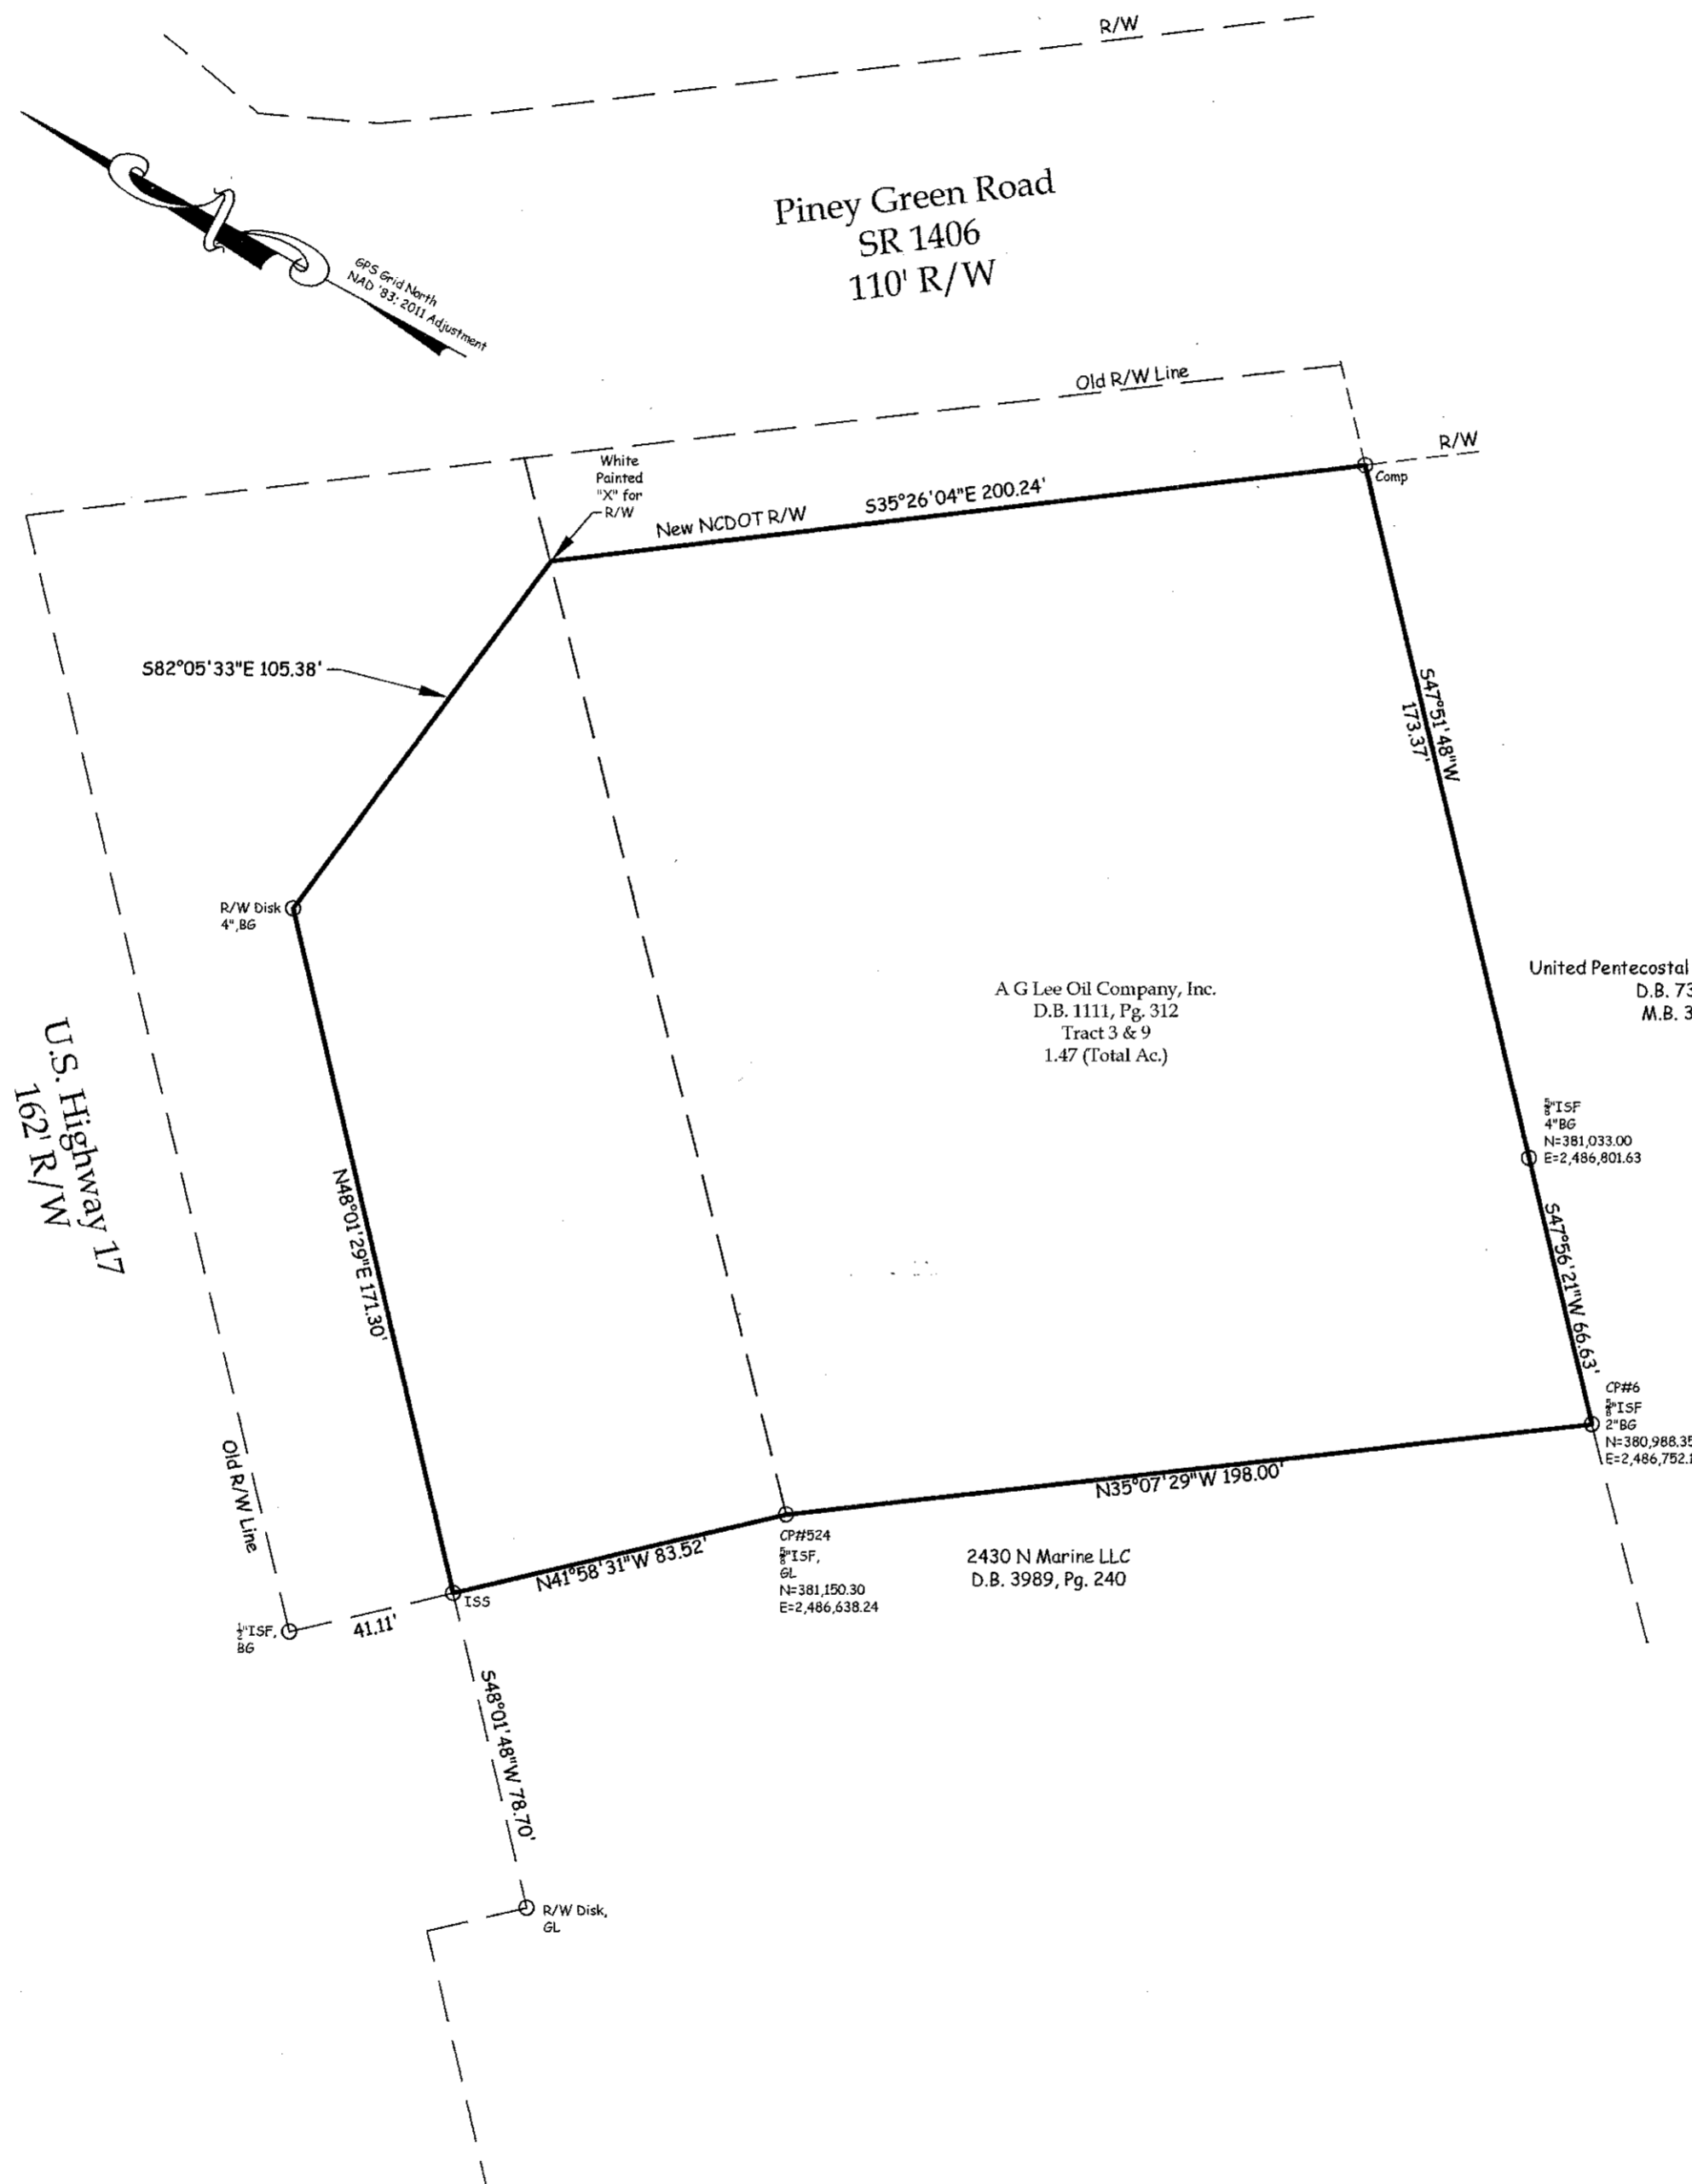 R/W
GPS Grid North
NAD '83: 2011 Adjustment
Piney Green Road
SR 1406
110' R/W
Old R/W Line
R/W
Comp
White
Painted
"X" for
R/W
New NCDOT R/W
S35°26'04"E 200.24'
S82°05'33"E 105.38'
S47°51'48"W
173.37'
R/W Disk
4",BG
A G Lee Oil Company, Inc.
D.B. 1111, Pg. 312
Tract 3 & 9
1.47 (Total Ac.)
United Pentecostal
D.B. 73
M.B. 3
U.S. Highway 17
162' R/W
5/8"ISF
4"BG
N=381,033.00
E=2,486,801.63
N48°01'29"E 171.30'
S47°56'21"W 66.63'
CP#6
5/8"ISF
2"BG
N=380,988.35
E=2,486,752.1
Old R/W Line
N35°07'29"W 198.00'
CP#524
5/8"ISF,
GL
N=381,150.30
E=2,486,638.24
2430 N Marine LLC
D.B. 3989, Pg. 240
N41°58'31"W 83.52'
ISS
1/2"ISF,
BG
41.11'
S48°01'48"W 78.70'
R/W Disk,
GL